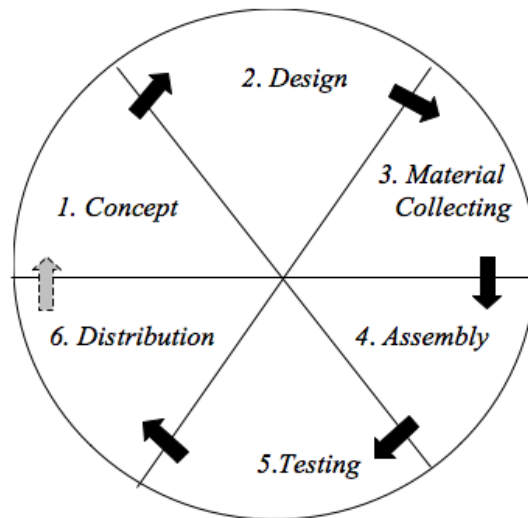 1. Concept
2. Design
3. Material
Collecting
4. Assembly
5.Testing
6. Distribution